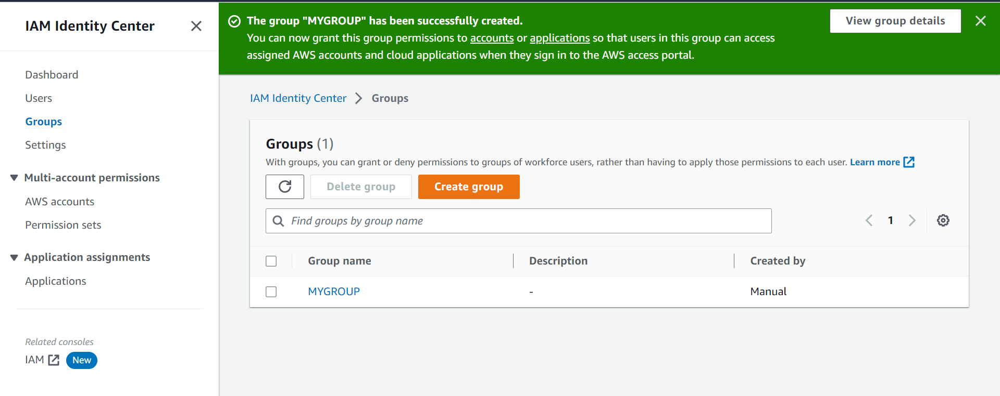 IAM Identity Center
Dashboard
Users
Groups
Settings
Multi-account permissions
AWS accounts
Permission sets
Application assignments
Applications
Related consoles
IAM New
The group "MYGROUP" has been successfully created.
You can now grant this group permissions to accounts or applications so that users in this group can access
assigned AWS accounts and cloud applications when they sign in to the AWS access portal.
View group details
IAM Identity Center Groups
Groups (1)
With groups, you can grant or deny permissions to groups of workforce users, rather than having to apply those permissions to each user. Learn more
Delete group Create group
Find groups by group name
1
Group name Description Created by
MYGROUP - Manual